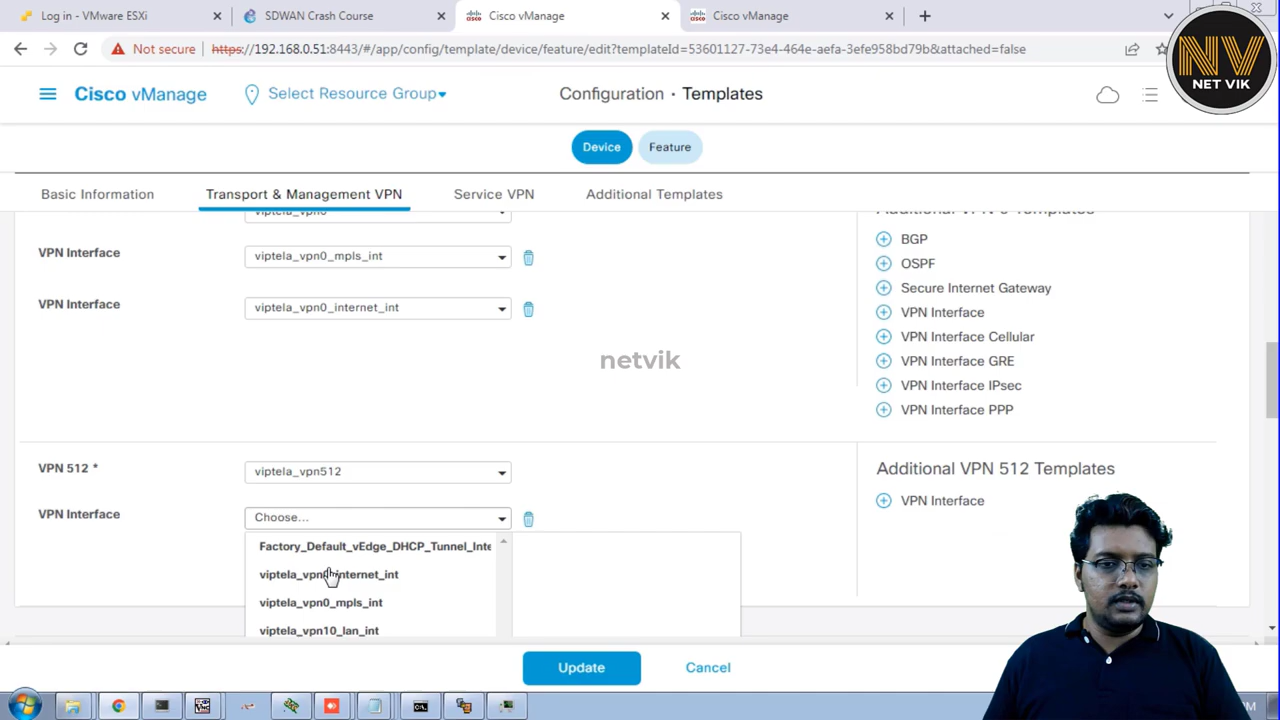 Log in - VMware ESXi
SDWAN Crash Course
Cisco vManage
Cisco vManage
Not secure
https://192.168.0.51:8443/#/app/config/template/device/feature/edit?templateId=53601127-73e4-464e-aefa-3efe958bd79b&attached=false
NV
NET VIK
Cisco vManage
Select Resource Group
Configuration · Templates
Device
Feature
Basic Information
Transport & Management VPN
Service VPN
Additional Templates
viptela_vpn0
Additional VPN 0 Templates
VPN Interface
viptela_vpn0_mpls_int
VPN Interface
viptela_vpn0_internet_int
BGP
OSPF
Secure Internet Gateway
VPN Interface
VPN Interface Cellular
VPN Interface GRE
VPN Interface IPsec
VPN Interface PPP
netvik
VPN 512 *
viptela_vpn512
VPN Interface
Choose...
Additional VPN 512 Templates
VPN Interface
Factory_Default_vEdge_DHCP_Tunnel_Inte
viptela_vpn0_internet_int
viptela_vpn0_mpls_int
viptela_vpn10_lan_int
Update
Cancel